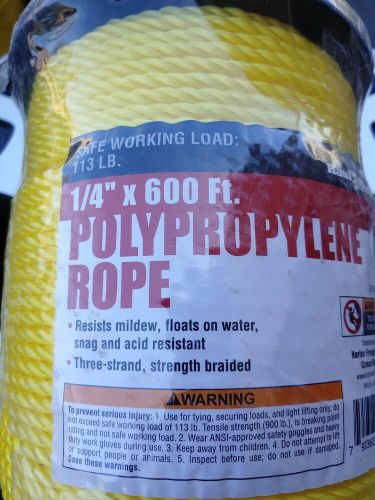 SAFE WORKING LOAD:
113 LB.
1/4" x 600 Ft.
POLYPROPYLENE
ROPE
• Resists mildew, floats on water,
snag and acid resistant
• Three-strand, strength braided
Harbor Freight
⚠WARNING
To prevent serious injury: 1. Use for tying, securing loads, and light lifting only; do
not exceed safe working load of 113 lb. Tensile strength (900 lb.), is breaking point
rating and not safe working load. 2. Wear ANSI-approved safety goggles and heavy
duty work gloves during use. 3. Keep away from children. 4. Do not attempt to lift
or support people or animals. 5. Inspect before use; do not use if damaged.
Save these warnings.
7